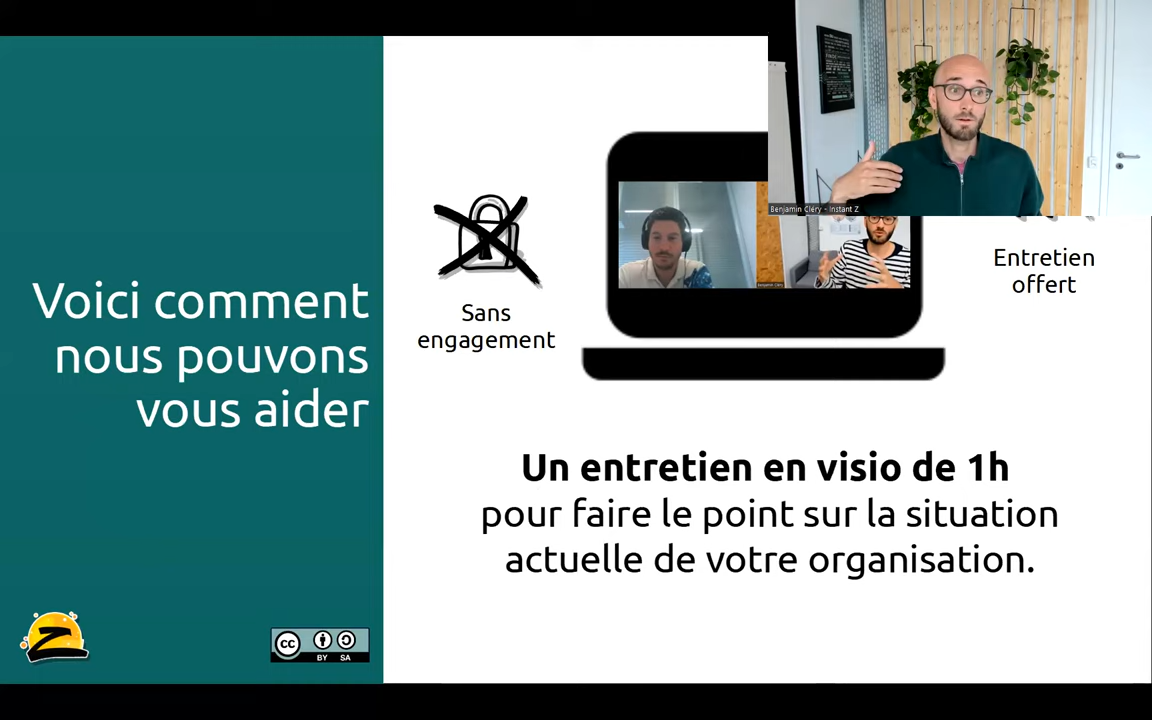 Voici comment
nous pouvons
vous aider
Sans
engagement
Benjamin Cléry - Instant Z
Entretien
offert
Un entretien en visio de 1h
pour faire le point sur la situation
actuelle de votre organisation.
Z
cc
BY SA